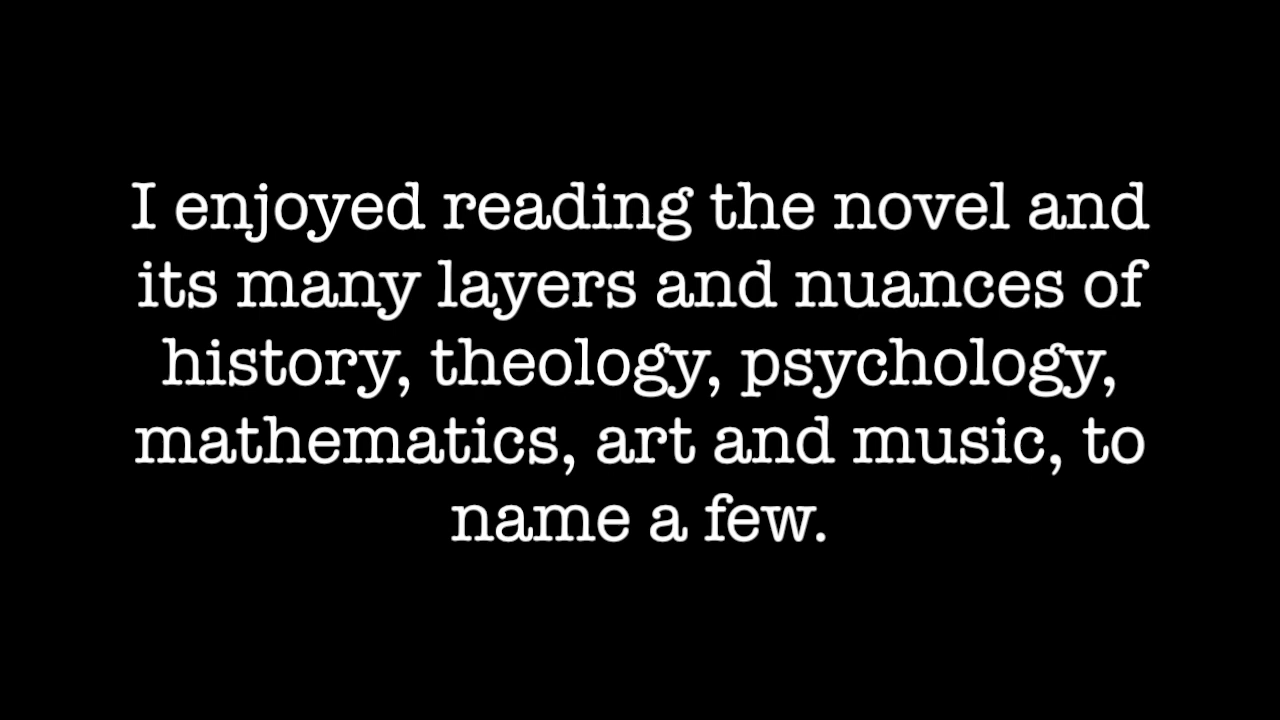 I enjoyed reading the novel and
its many layers and nuances of
history, theology, psychology,
mathematics, art and music, to
name a few.